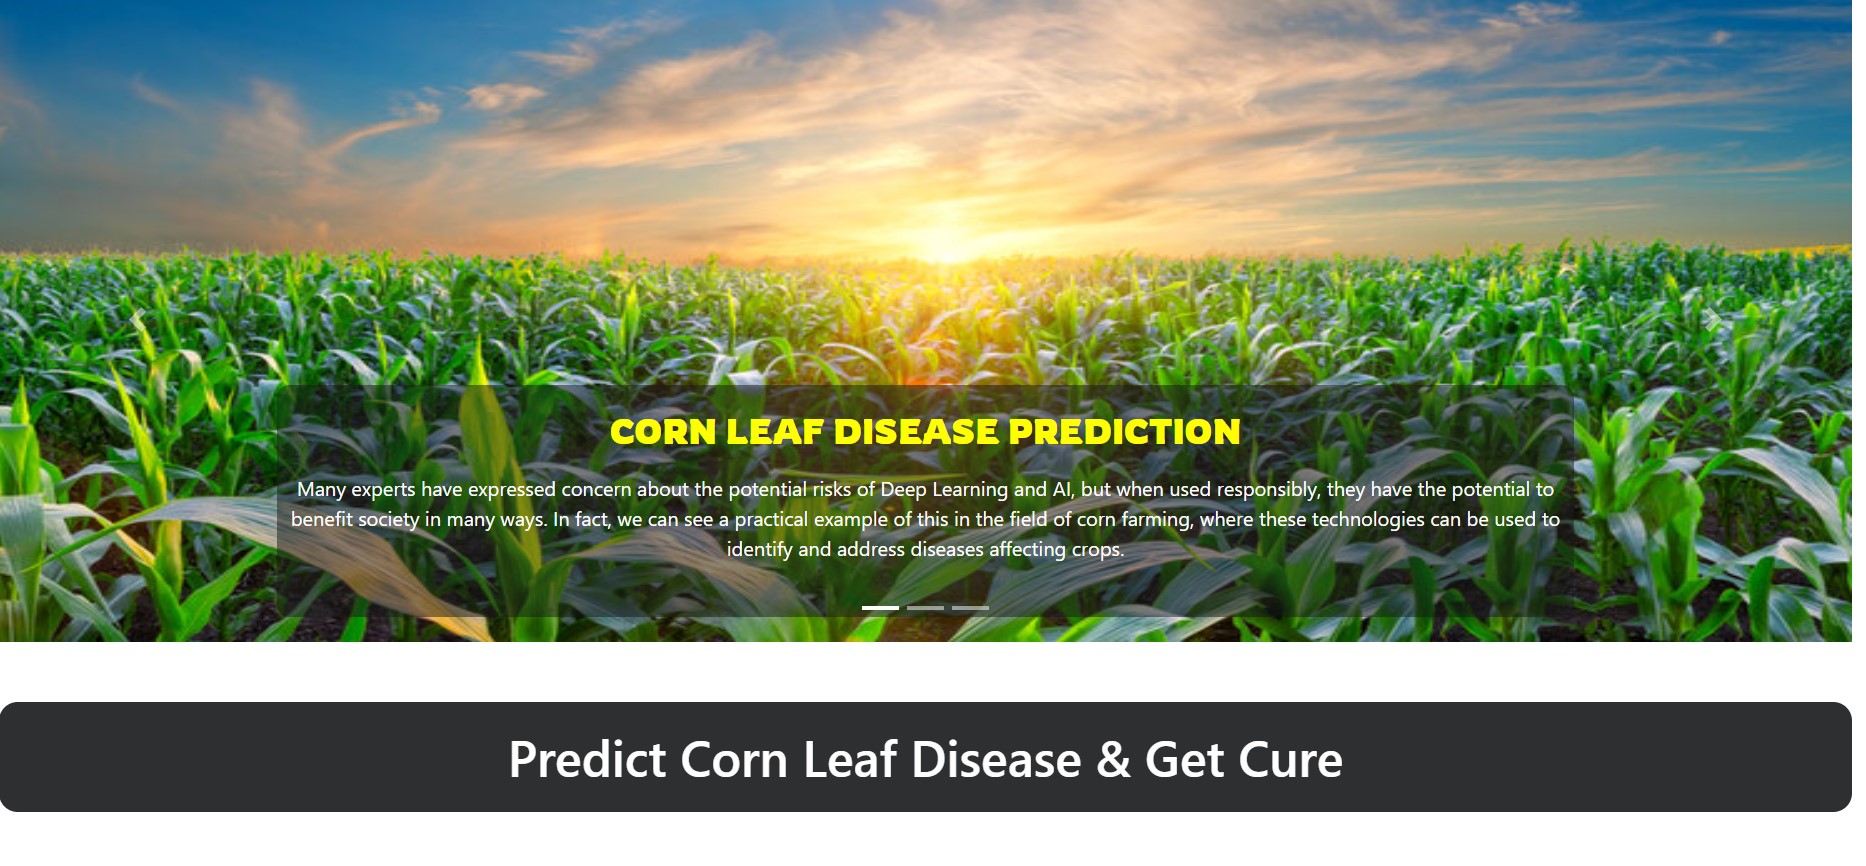 CORN LEAF DISEASE PREDICTION
Many experts have expressed concern about the potential risks of Deep Learning and AI, but when used responsibly, they have the potential to
benefit society in many ways. In fact, we can see a practical example of this in the field of corn farming, where these technologies can be used to
identify and address diseases affecting crops.
Predict Corn Leaf Disease & Get Cure